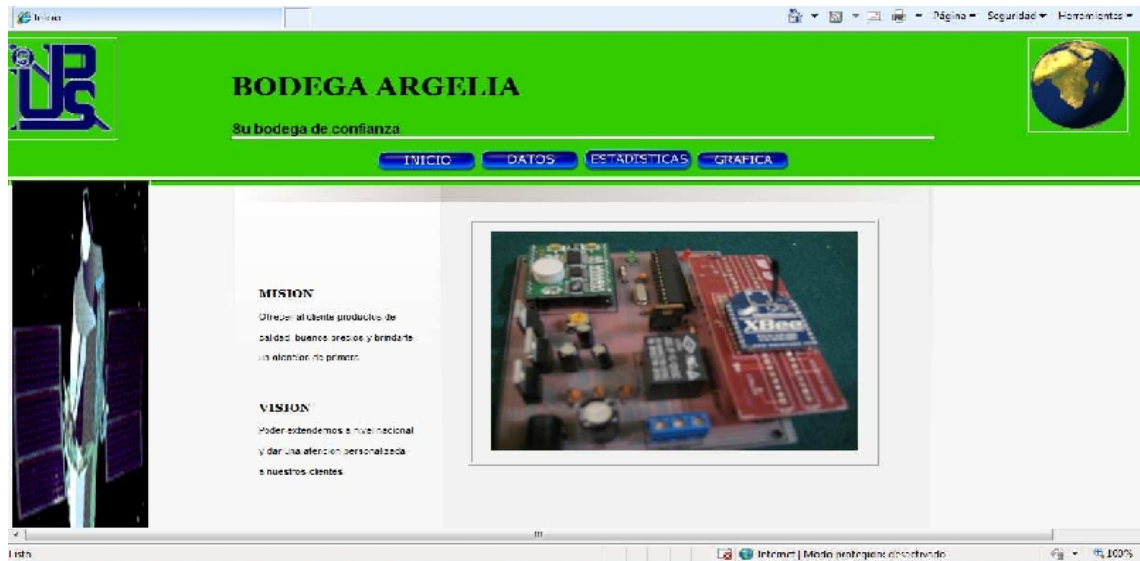 Inicio
Página Seguridad Herramientas
BODEGA ARGELIA
Su bodega de confianza
INICIO DATOS ESTADISTICAS GRAFICA
MISION
Ofrecer al cliente productos de
calidad, buenos precios y brindarle
un atencion de primera
VISION
Poder extendernos a nivel nacional
y dar una atencion personalizada
a nuestros clientes
XBee
Listo
Internet | Modo protegido: desactivado
100%